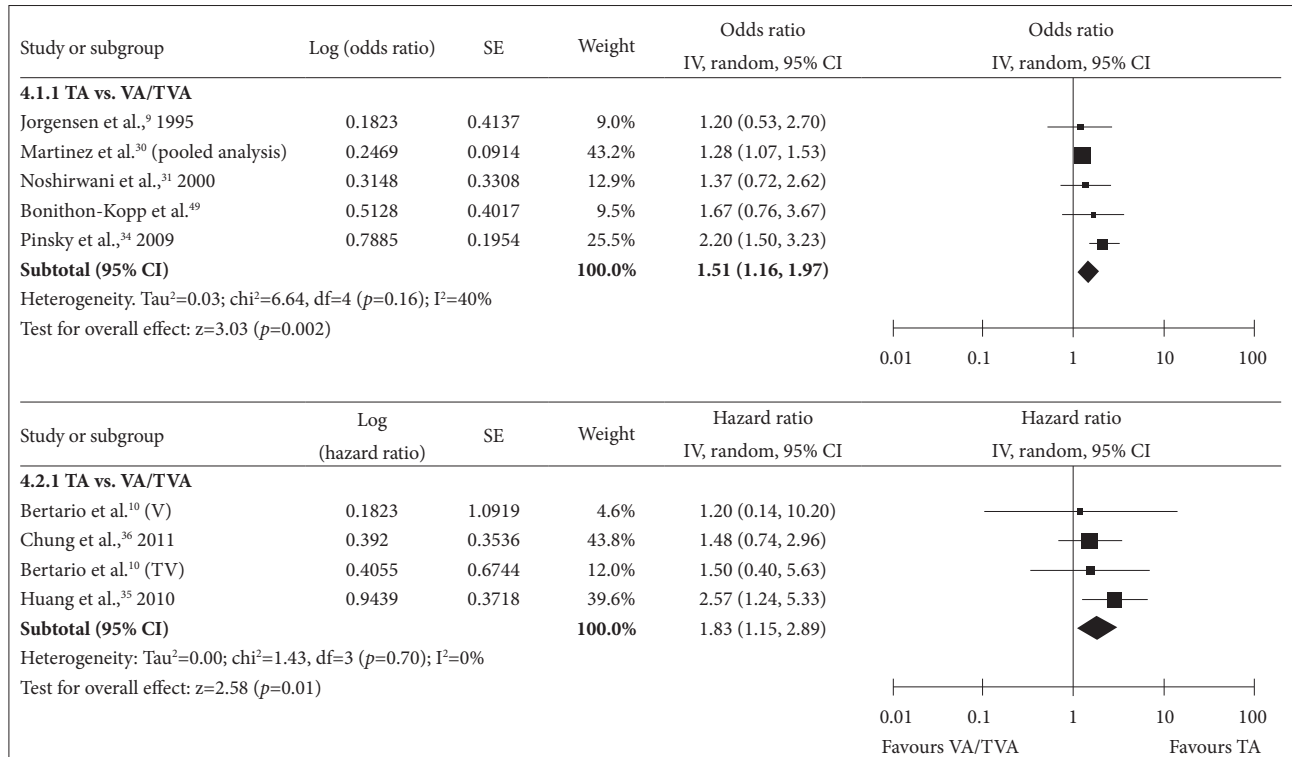 Study or subgroup Log (odds ratio) SE Weight Odds ratio IV, random, 95% CI Odds ratio IV, random, 95% CI
4.1.1 TA vs. VA/TVA
Jorgensen et al.,⁹ 1995 0.1823 0.4137 9.0% 1.20 (0.53, 2.70)
Martinez et al.³⁰ (pooled analysis) 0.2469 0.0914 43.2% 1.28 (1.07, 1.53)
Noshirwani et al.,³¹ 2000 0.3148 0.3308 12.9% 1.37 (0.72, 2.62)
Bonithon-Kopp et al.⁴⁹ 0.5128 0.4017 9.5% 1.67 (0.76, 3.67)
Pinsky et al.,³⁴ 2009 0.7885 0.1954 25.5% 2.20 (1.50, 3.23)
Subtotal (95% CI) 100.0% 1.51 (1.16, 1.97)
Heterogeneity. Tau²=0.03; chi²=6.64, df=4 (p=0.16); I²=40%
Test for overall effect: z=3.03 (p=0.002)
0.01 0.1 1 10 100
Study or subgroup Log (hazard ratio) SE Weight Hazard ratio IV, random, 95% CI Hazard ratio IV, random, 95% CI
4.2.1 TA vs. VA/TVA
Bertario et al.¹⁰ (V) 0.1823 1.0919 4.6% 1.20 (0.14, 10.20)
Chung et al.,³⁶ 2011 0.392 0.3536 43.8% 1.48 (0.74, 2.96)
Bertario et al.¹⁰ (TV) 0.4055 0.6744 12.0% 1.50 (0.40, 5.63)
Huang et al.,³⁵ 2010 0.9439 0.3718 39.6% 2.57 (1.24, 5.33)
Subtotal (95% CI) 100.0% 1.83 (1.15, 2.89)
Heterogeneity: Tau²=0.00; chi²=1.43, df=3 (p=0.70); I²=0%
Test for overall effect: z=2.58 (p=0.01)
0.01 0.1 1 10 100
Favours VA/TVA Favours TA